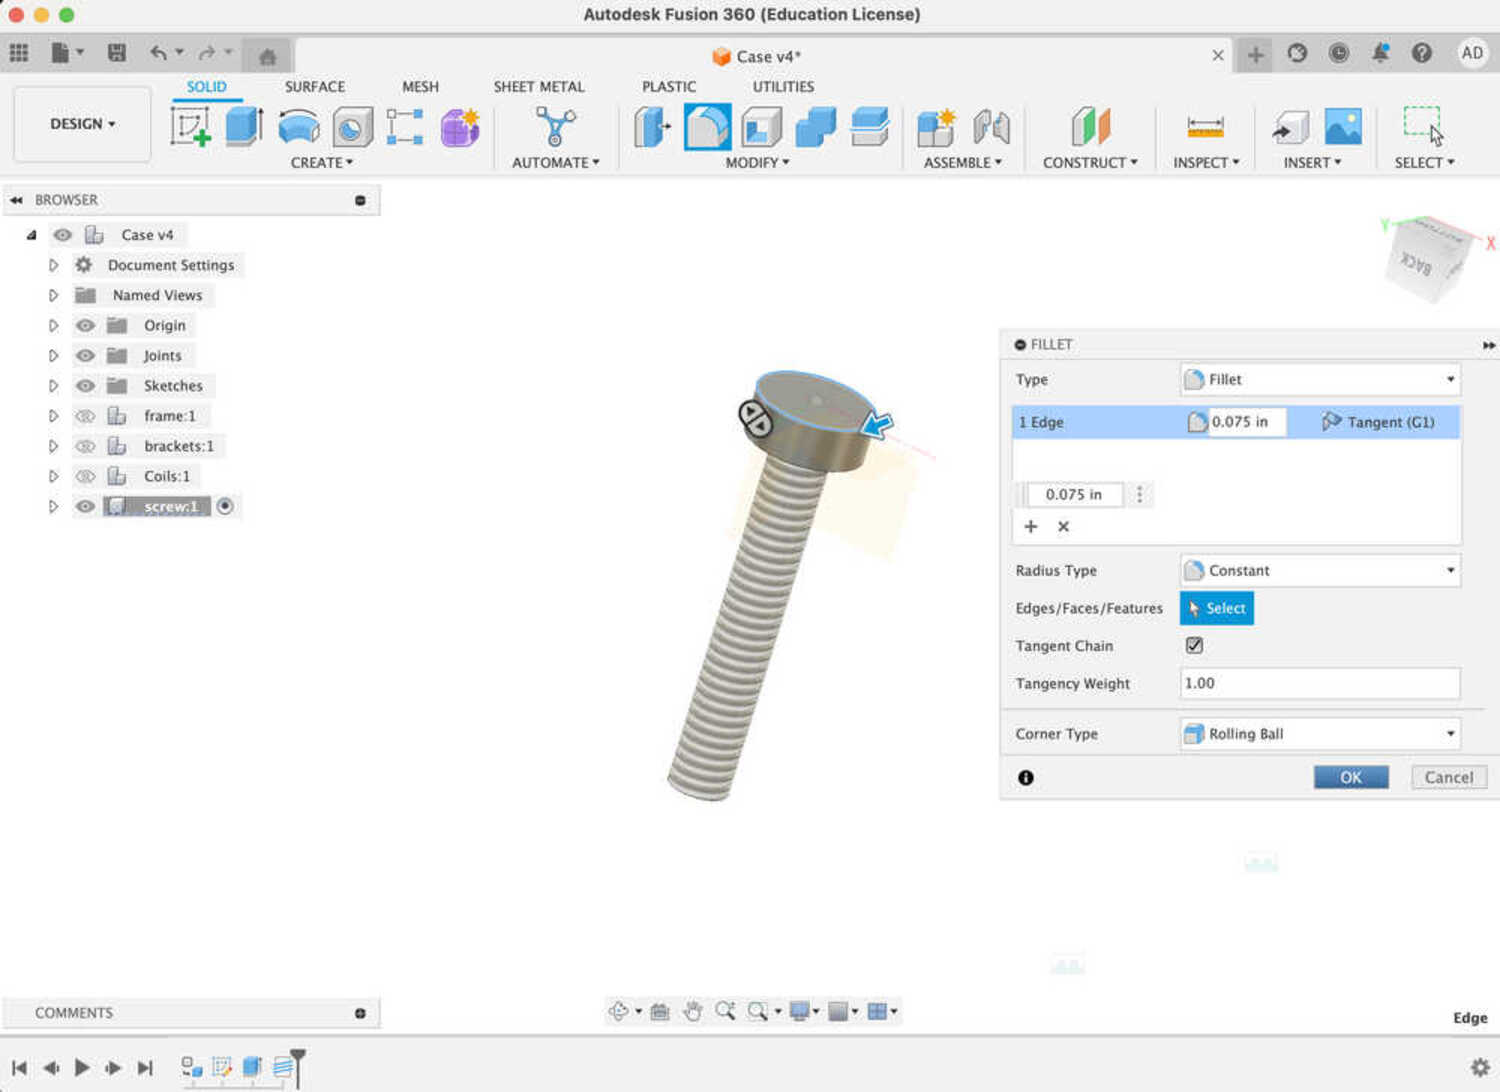 Autodesk Fusion 360 (Education License)
Case v4*
AD
DESIGN
SOLID SURFACE MESH SHEET METAL PLASTIC UTILITIES
CREATE AUTOMATE MODIFY ASSEMBLE CONSTRUCT INSPECT INSERT SELECT
BROWSER
Case v4
Document Settings
Named Views
Origin
Joints
Sketches
frame:1
brackets:1
Coils:1
screw:1
Y
X
BACK
FILLET
Type Fillet
1 Edge 0.075 in Tangent (G1)
0.075 in
Radius Type Constant
Edges/Faces/Features Select
Tangent Chain
Tangency Weight 1.00
Corner Type Rolling Ball
OK Cancel
COMMENTS
Edge